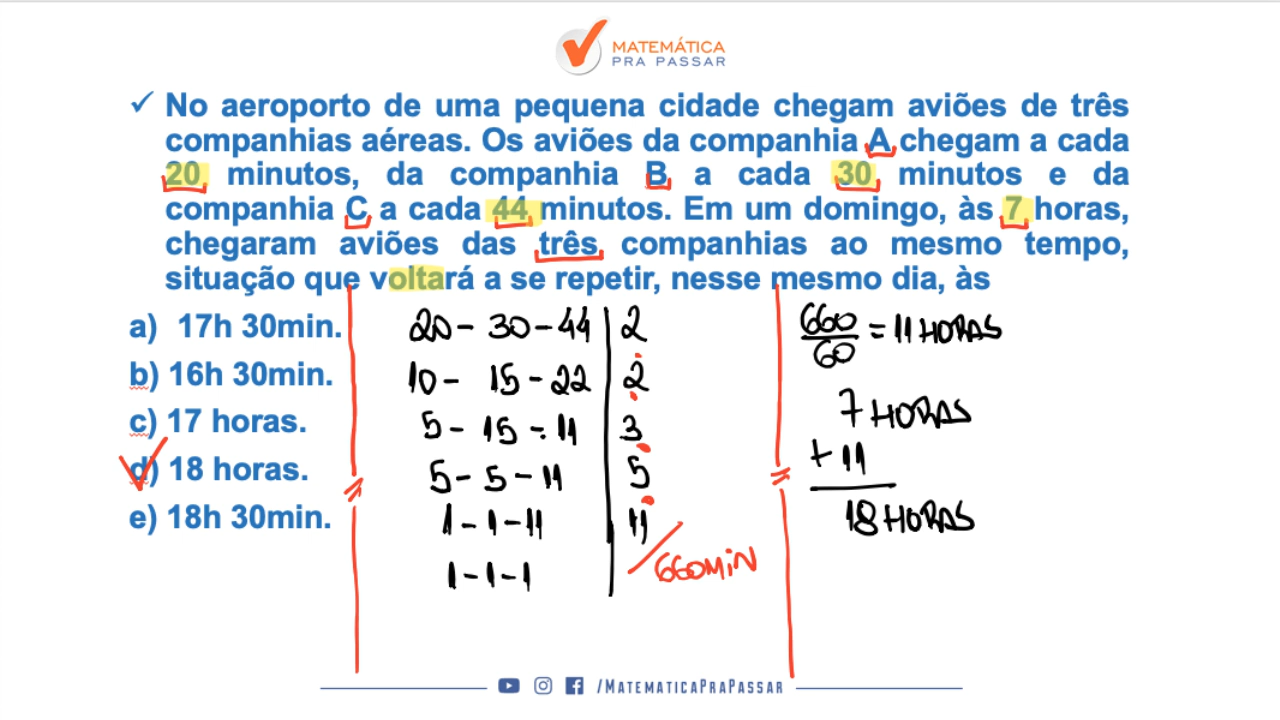 MATEMÁTICA
PRA PASSAR
✓ No aeroporto de uma pequena cidade chegam aviões de três
companhias aéreas. Os aviões da companhia A chegam a cada
20 minutos, da companhia B a cada 30 minutos e da
companhia C a cada 44 minutos. Em um domingo, às 7 horas,
chegaram aviões das três companhias ao mesmo tempo,
situação que voltará a se repetir, nesse mesmo dia, às
a) 17h 30min.
b) 16h 30min.
c) 17 horas.
d) 18 horas.
e) 18h 30min.
20 - 30 - 44 | 2
10 - 15 - 22 | 2
5 - 15 - 11 | 3
5 - 5 - 11 | 5
1 - 1 - 11 | 11
1 - 1 - 1
660 MIN
660/60 = 11 HORAS
7 HORAS
+ 11
18 HORAS
/MATEMATICAPRAPASSAR